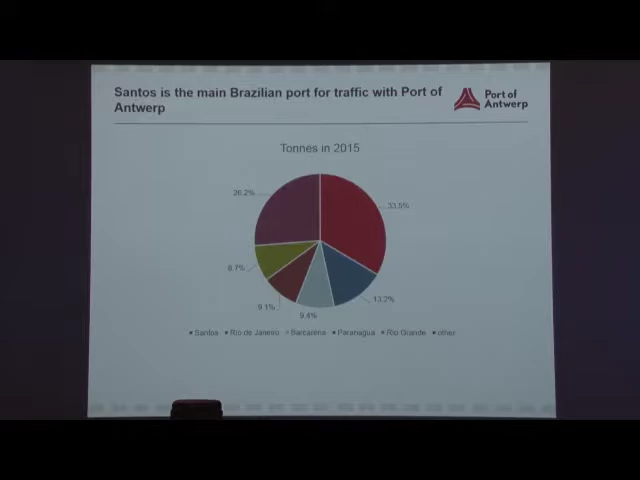 Santos is the main Brazilian port for traffic with Port of
Antwerp
Port of
Antwerp
Tonnes in 2015
26.2%
33.5%
8.7%
13.2%
9.1%
9.4%
Santos Rio de Janeiro Barcarena Paranagua Rio Grande other